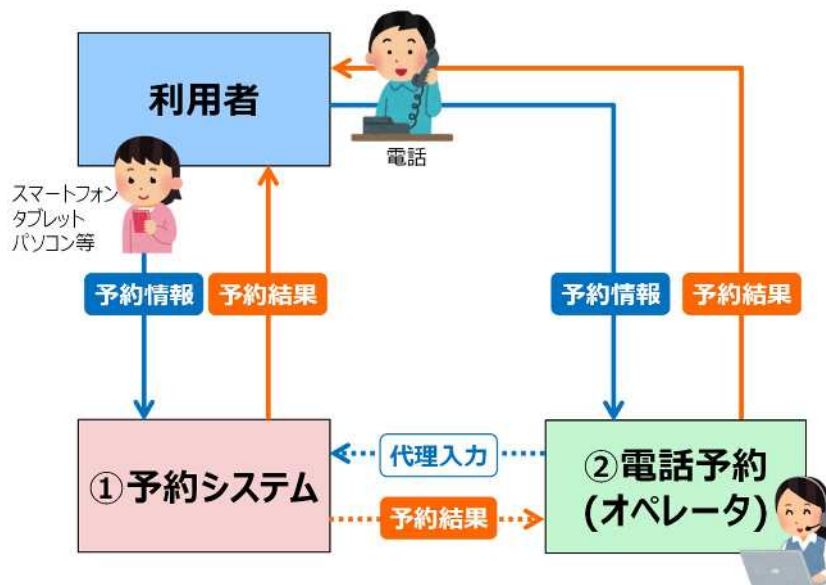 利用者
電話
スマートフォン
タブレット
パソコン等
予約情報
予約結果
予約情報
予約結果
①予約システム
代理入力
予約結果
②電話予約
(オペレータ)